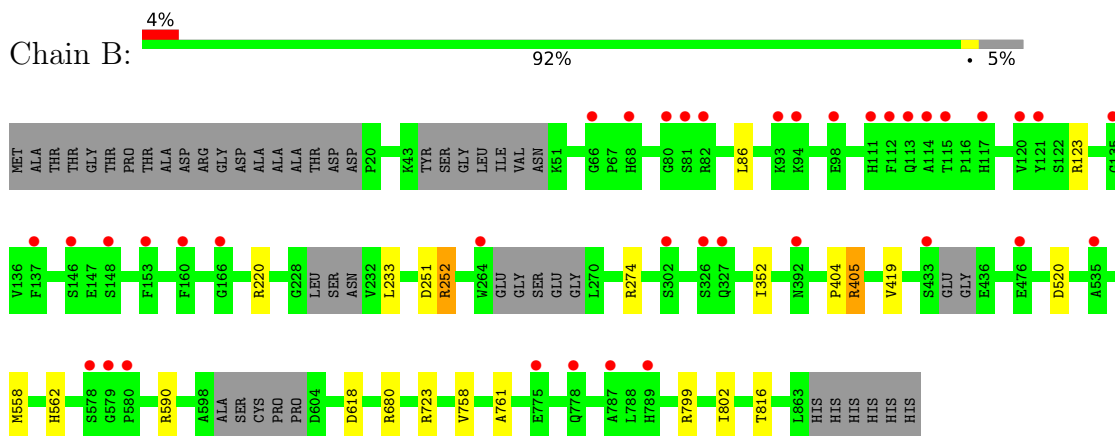 Chain B:
4%
92%
• 5%
MET ALA THR THR GLY THR PRO THR ALA ASP ARG GLY ASP ALA ALA ALA THR ASP ASP P20 K43 TYR SER GLY LEU ILE VAL ASN K51 G66 P67 H68 G80 S81 R82 L86 K93 K94 E98 H111 F112 Q113 A114 T115 P116 H117 V120 Y121 S122 R123 G135
V136 F137 S146 E147 S148 F153 F160 G166 R220 G228 LEU SER ASN V232 L233 D251 R252 W264 GLU GLY SER GLU GLY L270 R274 S302 S326 Q327 I352 N392 P404 R405 V419 S433 GLU GLY E436 E476 D520 A535
M558 H562 S578 G579 P580 R590 A598 ALA SER CYS PRO PRO D604 D618 R680 R723 V758 A761 E775 Q778 A787 L788 H789 R799 I802 T816 L863 HIS HIS HIS HIS HIS HIS